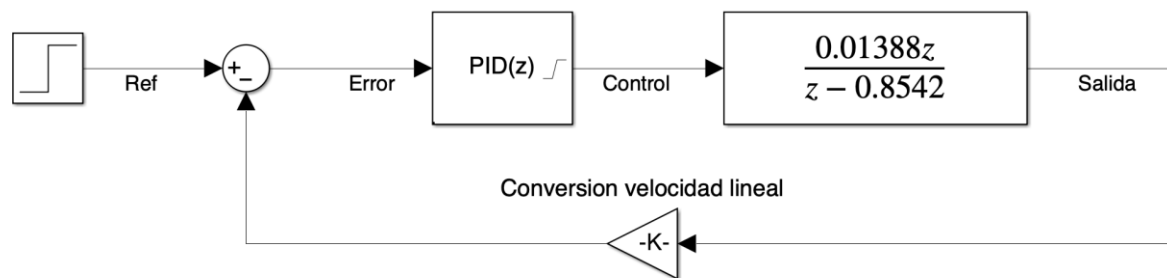 +
−
PID(z)
0.01388z
z − 0.8542
Ref
Error
Control
Salida
Conversion velocidad lineal
-K-